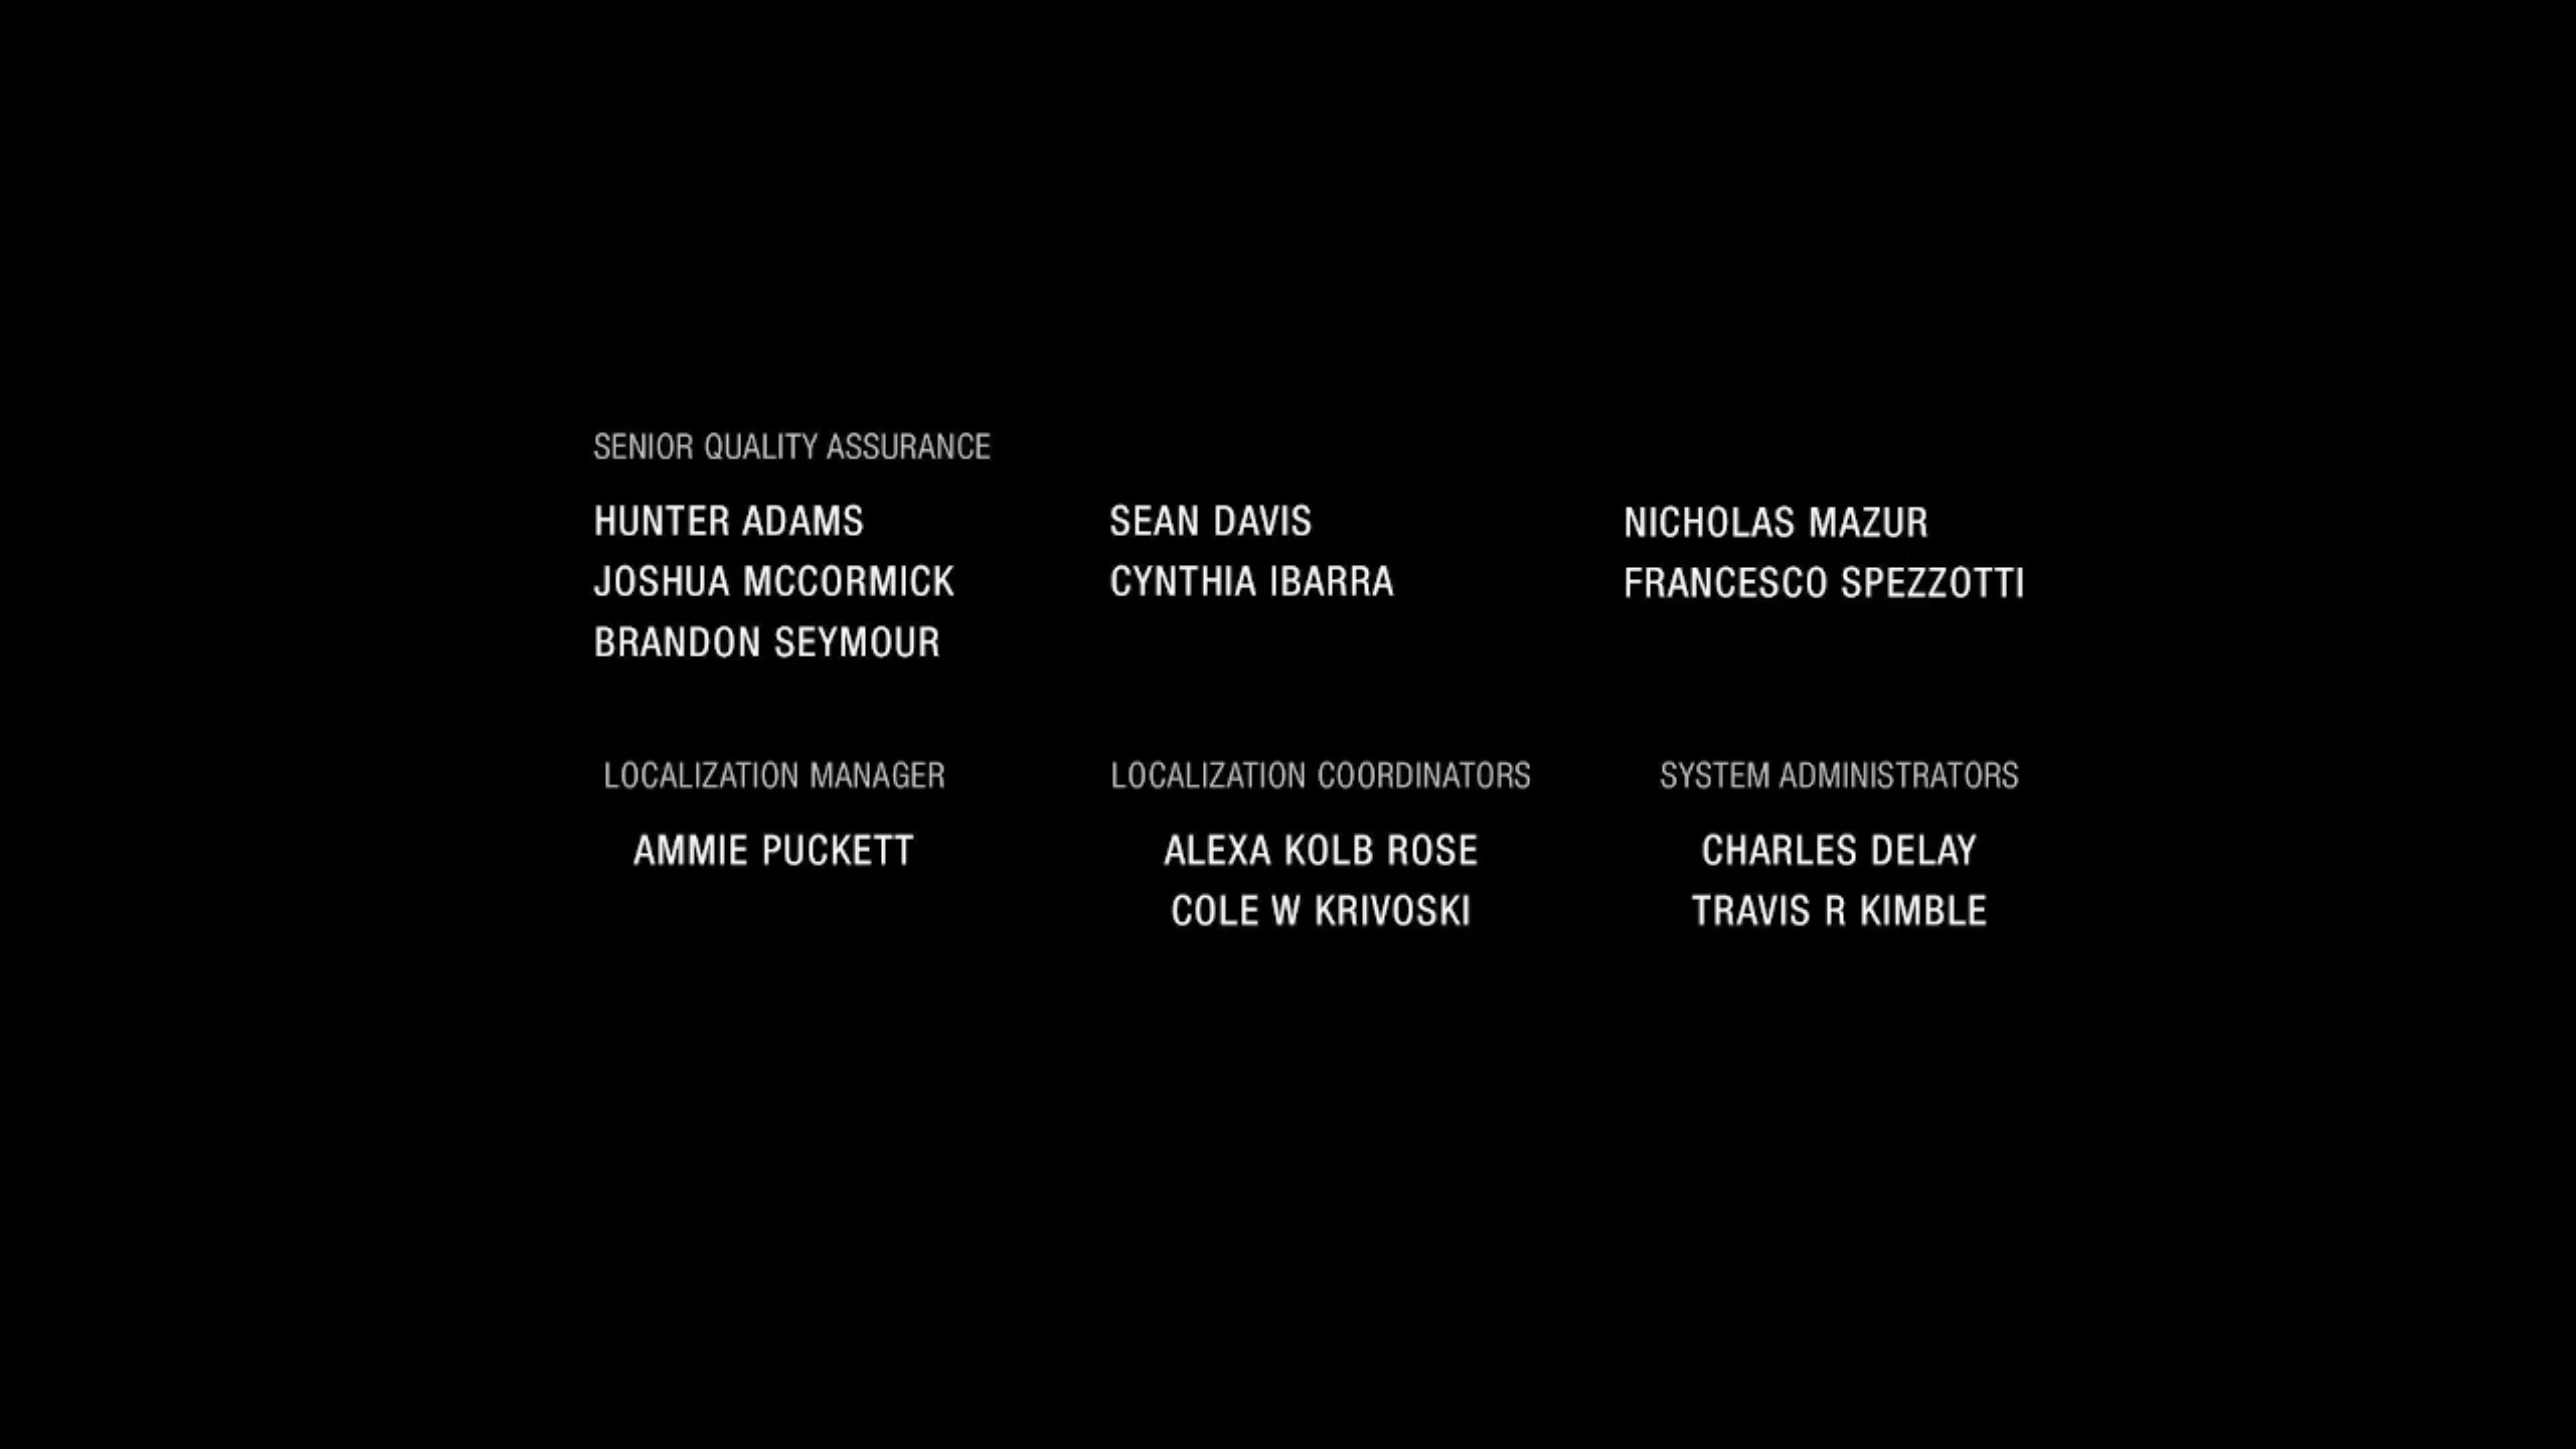 SENIOR QUALITY ASSURANCE
HUNTER ADAMS SEAN DAVIS NICHOLAS MAZUR
JOSHUA MCCORMICK CYNTHIA IBARRA FRANCESCO SPEZZOTTI
BRANDON SEYMOUR
LOCALIZATION MANAGER LOCALIZATION COORDINATORS SYSTEM ADMINISTRATORS
AMMIE PUCKETT ALEXA KOLB ROSE CHARLES DELAY
COLE W KRIVOSKI TRAVIS R KIMBLE